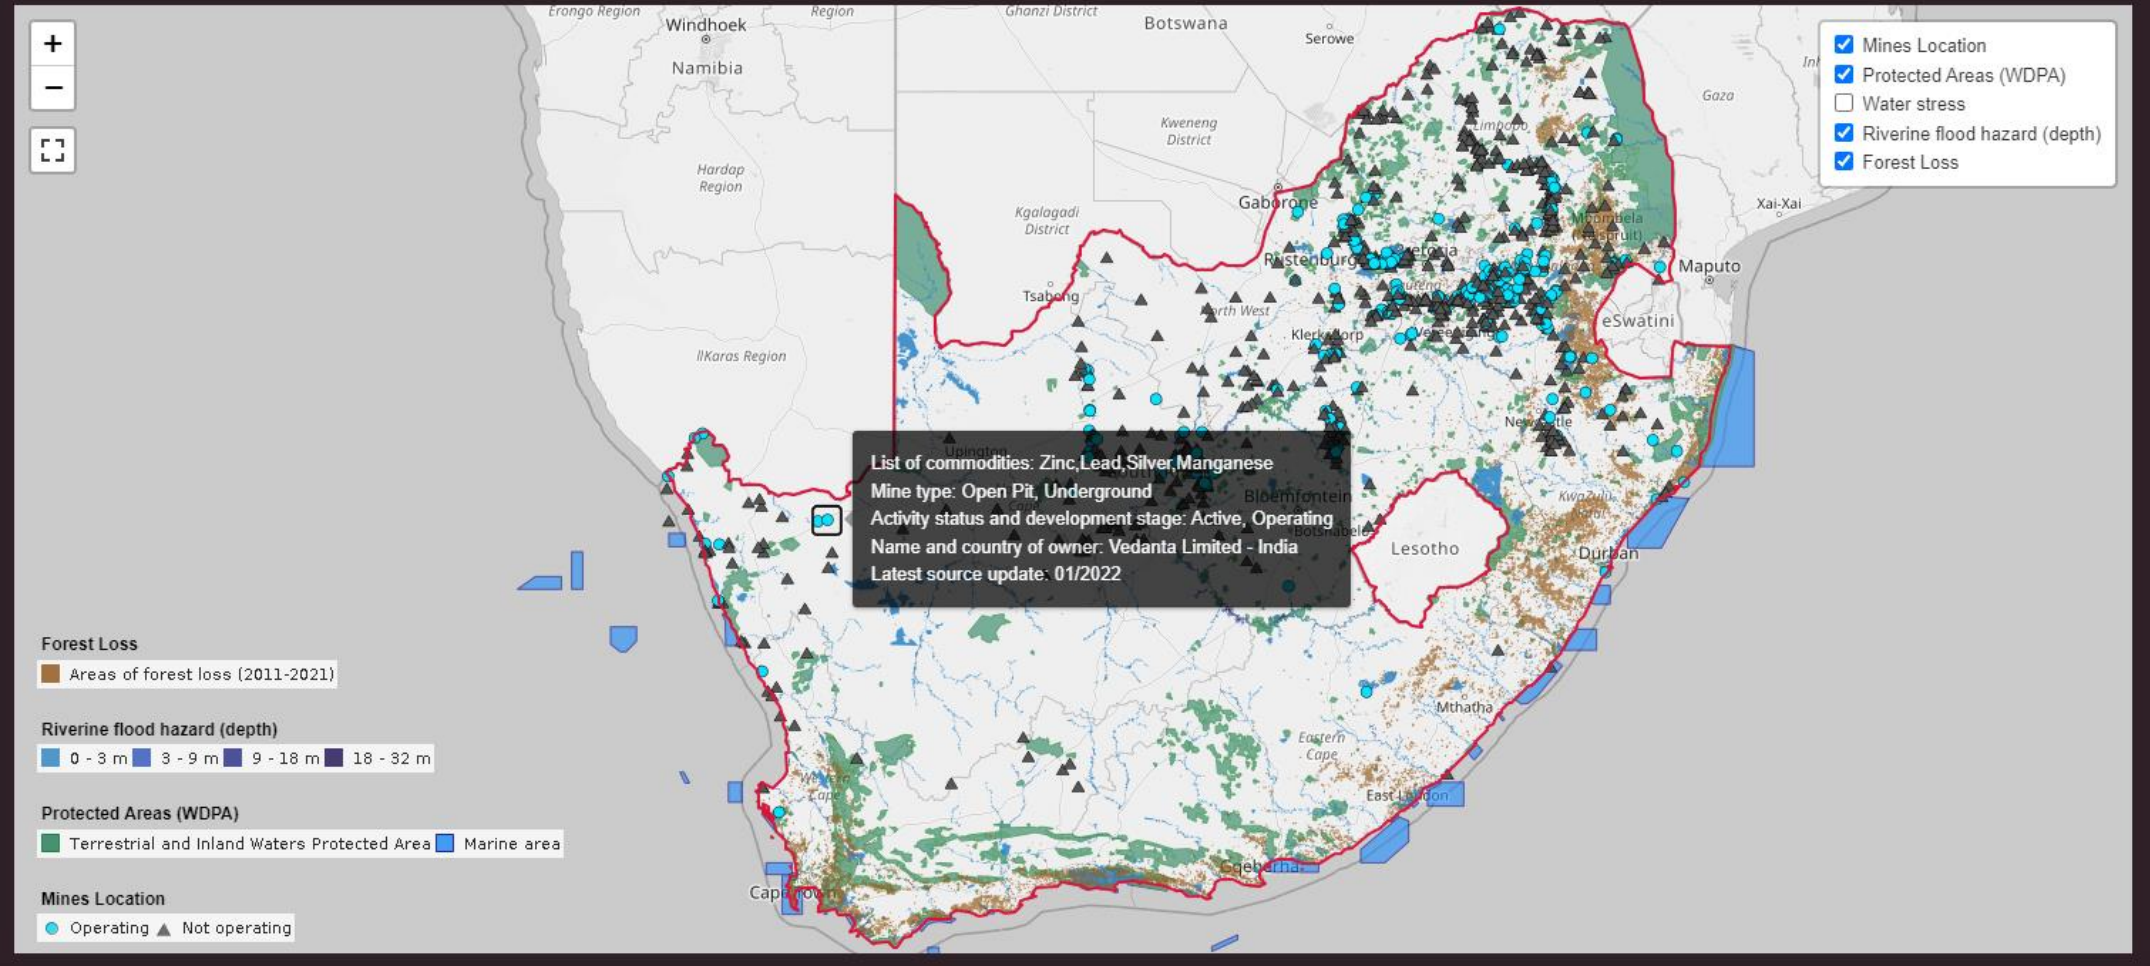 +
−
Erongo Region
Windhoek
Region
Ghanzi District
Botswana
Serowe
Namibia
Kweneng
District
Hardap
Region
Kgalagadi
District
Gaborone
Limpopo
Gaza
Xai-Xai
Maputo
Tsabong
North West
Rustenburg
Klerksdorp
eSwatini
ǁKaras Region
Upington
Bloemfontein
Botshabelo
Lesotho
Durban
Mthatha
Eastern
Cape
East London
Gqeberha
Western
Cape
Cape Town
Mines Location
Protected Areas (WDPA)
Water stress
Riverine flood hazard (depth)
Forest Loss
List of commodities: Zinc,Lead,Silver,Manganese
Mine type: Open Pit, Underground
Activity status and development stage: Active, Operating
Name and country of owner: Vedanta Limited - India
Latest source update: 01/2022
Forest Loss
Areas of forest loss (2011-2021)
Riverine flood hazard (depth)
0 - 3 m 3 - 9 m 9 - 18 m 18 - 32 m
Protected Areas (WDPA)
Terrestrial and Inland Waters Protected Area Marine area
Mines Location
Operating Not operating